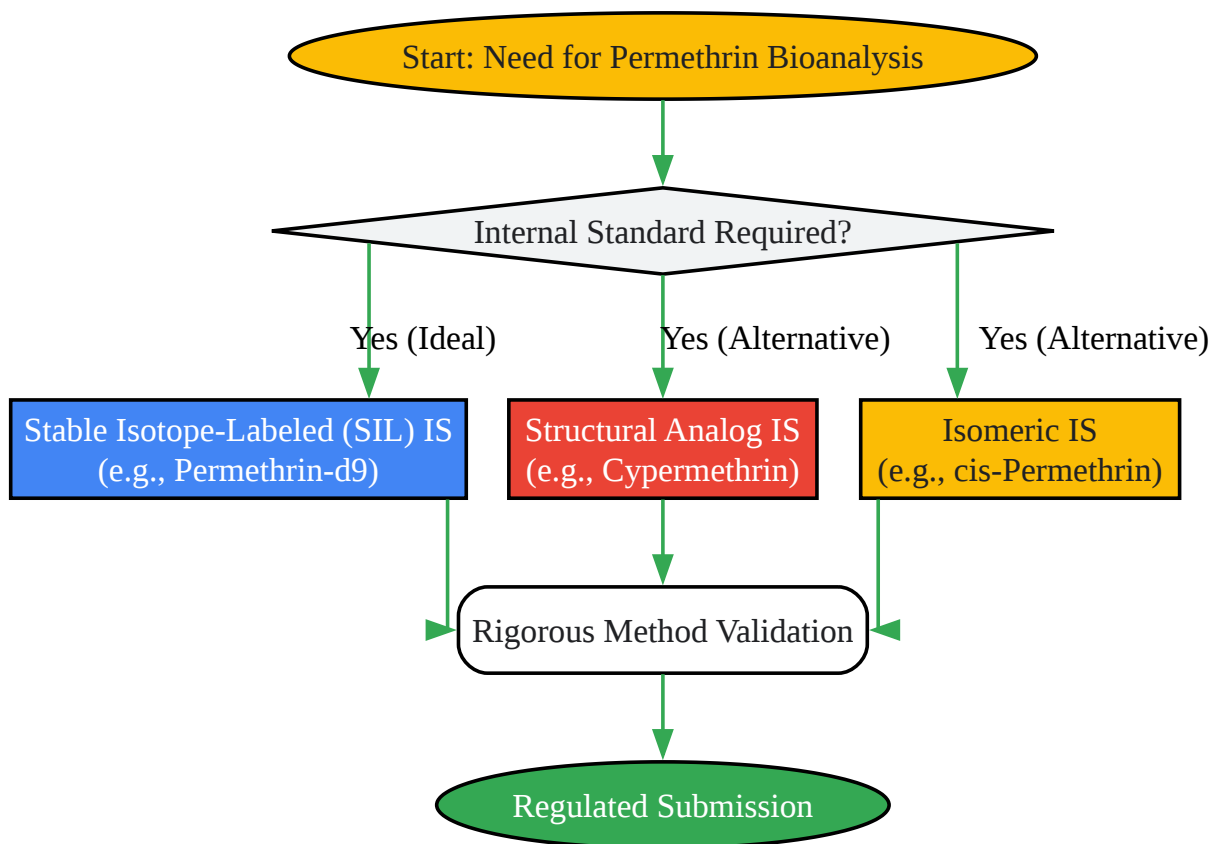 Start: Need for Permethrin Bioanalysis
Internal Standard Required?
Yes (Ideal)
Yes (Alternative)
Yes (Alternative)
Stable Isotope-Labeled (SIL) IS
(e.g., Permethrin-d9)
Structural Analog IS
(e.g., Cypermethrin)
Isomeric IS
(e.g., cis-Permethrin)
Rigorous Method Validation
Regulated Submission